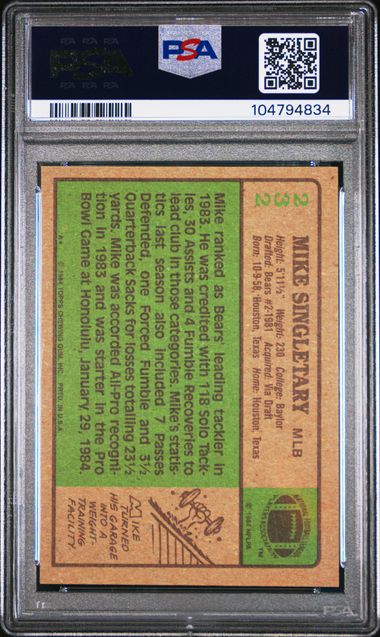 PSA
104794834
232
MIKE SINGLETARY MLB
Height: 5'11½" Weight: 230 College: Baylor
Drafted: Bears #2-1981 Acquired: Via Draft
Born: 10-9-58, Houston, Texas Home: Houston, Texas
Mike ranked as Bears' leading tackler in
1983. He was credited with 118 Solo Tack-
les, 30 Assists and 4 Fumble Recoveries to
lead club in those categories. Mike's statis-
tics last season also included 7 Passes
Defended, one Forced Fumble and 3½
Quarterback Sacks for losses totalling 23½
yards. Mike was accorded All-Pro recogni-
tion in 1983 and was starter in the Pro
Bowl Game at Honolulu, January 29, 1984.
© 1984 TOPPS CHEWING GUM, INC. PRTD. IN U.S.A.
© 1984 NFLPA
MIKE
TURNED
HIS GARAGE
INTO A
WEIGHT-
TRAINING
FACILITY.
PSA